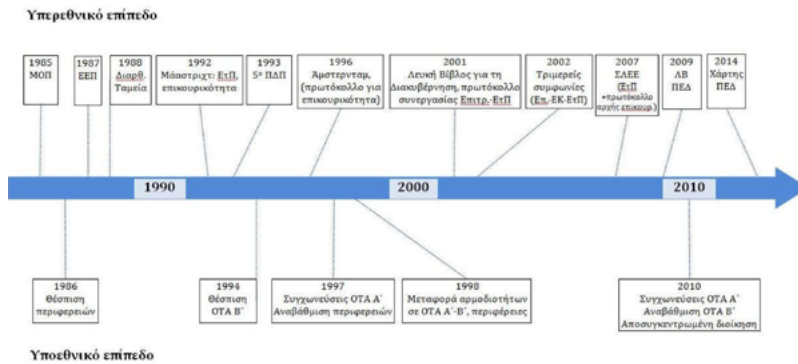 Υπερεθνικό επίπεδο
1985
ΜΟΠ
1987
ΕΕΠ
1988
Διαρθ.
Ταμεία
1992
Μάαστριχτ: ΕτΠ,
επικουρικότητα
1993
5º ΠΔΠ
1996
Άμστερνταμ,
(πρωτόκολλο για
επικουρικότητα)
2001
Λευκή Βίβλος για τη
Διακυβέρνηση, πρωτόκολλο
συνεργασίας Επιτρ.-ΕτΠ
2002
Τριμερείς
συμφωνίες
(Επ.-ΕΚ-ΕτΠ)
2007
ΣΛΕΕ
(ΕτΠ
+πρωτόκολλο
αρχής επικουρ.)
2009
ΛΒ
ΠΕΔ
2014
Χάρτης
ΠΕΔ
1990
2000
2010
1986
Θέσπιση
περιφερειών
1994
Θέσπιση
ΟΤΑ Β΄
1997
Συγχωνεύσεις ΟΤΑ Α΄
Αναβάθμιση περιφερειών
1998
Μεταφορά αρμοδιοτήτων
σε ΟΤΑ Α΄-Β΄, περιφέρειες
2010
Συγχωνεύσεις ΟΤΑ Α΄
Αναβάθμιση ΟΤΑ Β΄
Αποσυγκεντρωμένη διοίκηση
Υποεθνικό επίπεδο